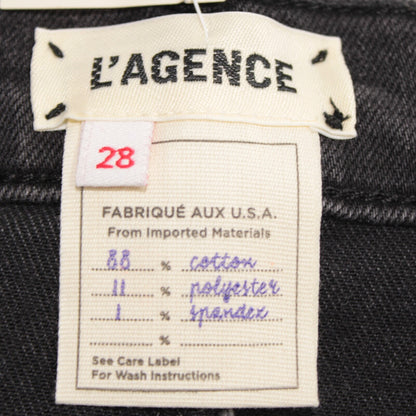 L'AGENCE
28
FABRIQUÉ AUX U.S.A.
From Imported Materials
88 % cotton
11 % polyester
1 % spandex
See Care Label
For Wash Instructions